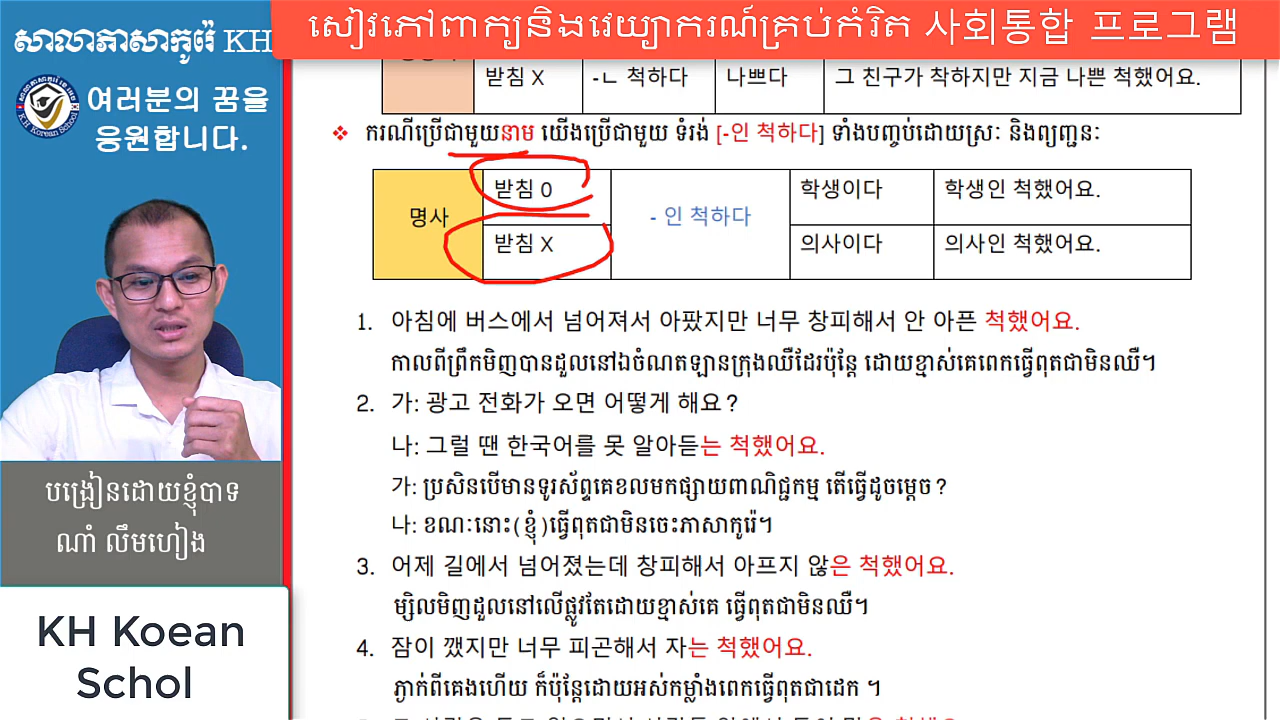 សៀវភៅពាក្យនិងវេយ្យាករណ៍គ្រប់កំរិត 사회통합 프로그램
សាលាភាសាកូរ៉េ KH
여러분의 꿈을
응원합니다.
받침 X
-ㄴ 척하다
나쁘다
그 친구가 착하지만 지금 나쁜 척했어요.
❖ ករណីប្រើជាមួយនាម យើងប្រើជាមួយ ទំរង់ [-인 척하다] ទាំងបញ្ចប់ដោយស្រៈ និងព្យញ្ជនៈ
명사
받침 0
- 인 척하다
학생이다
학생인 척했어요.
받침 X
의사이다
의사인 척했어요.
1. 아침에 버스에서 넘어져서 아팠지만 너무 창피해서 안 아픈 척했어요.
កាលពីព្រឹកមិញបានដួលនៅឯចំណតឡានក្រុងឈឺដែរប៉ុន្តែ ដោយខ្មាស់គេពេកធ្វើពុតជាមិនឈឺ។
2. 가: 광고 전화가 오면 어떻게 해요?
나: 그럴 땐 한국어를 못 알아듣는 척했어요.
가: ប្រសិនបើមានទូរស័ព្ទគេខលមកផ្សាយពាណិជ្ជកម្ម តើធ្វើដូចម្ដេច?
나: ខណៈនោះ(ខ្ញុំ)ធ្វើពុតជាមិនចេះភាសាកូរ៉េ។
3. 어제 길에서 넘어졌는데 창피해서 아프지 않은 척했어요.
ម្សិលមិញដួលនៅលើផ្លូវតែដោយខ្មាស់គេ ធ្វើពុតជាមិនឈឺ។
4. 잠이 깼지만 너무 피곤해서 자는 척했어요.
ភ្ញាក់ពីគេងហើយ ក៏ប៉ុន្តែដោយអស់កម្លាំងពេកធ្វើពុតជាដេក ។
បង្រៀនដោយខ្ញុំបាទ
ណាំ លឹមហៀង
KH Koean
Schol